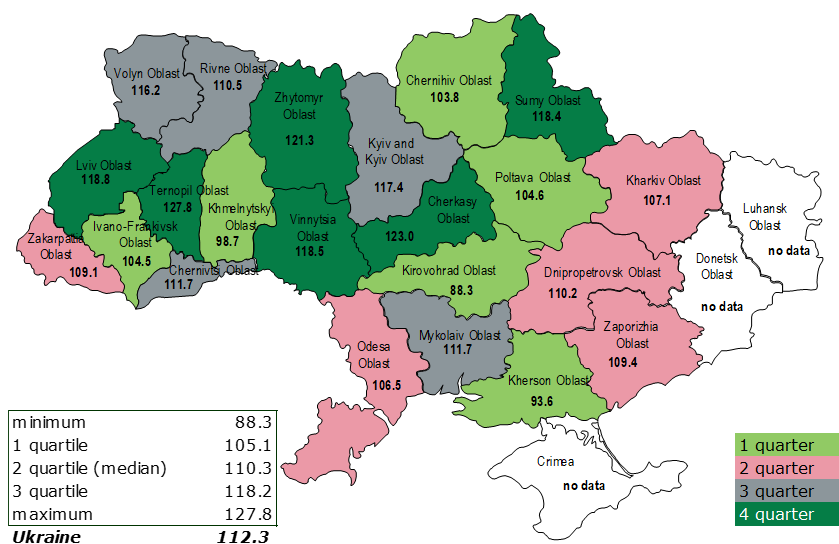 Volyn Oblast
116.2
Rivne Oblast
110.5
Zhytomyr
Oblast
121.3
Kyiv and
Kyiv Oblast
117.4
Chernihiv Oblast
103.8
Sumy Oblast
118.4
Lviv Oblast
118.8
Ternopil Oblast
127.8
Khmelnytskyi
Oblast
98.7
Vinnytsia
Oblast
118.5
Cherkasy
Oblast
123.0
Poltava Oblast
104.6
Kharkiv Oblast
107.1
Luhansk
Oblast
no data
Donetsk
Oblast
no data
Zakarpattia
Oblast
109.1
Ivano-Frankivsk
Oblast
104.5
Chernivtsi Oblast
111.7
Kirovohrad Oblast
88.3
Dnipropetrovsk Oblast
110.2
Zaporizhia
Oblast
109.4
Odesa
Oblast
106.5
Mykolaiv Oblast
111.7
Kherson Oblast
93.6
Crimea
no data
minimum 88.3
1 quartile 105.1
2 quartile (median) 110.3
3 quartile 118.2
maximum 127.8
Ukraine 112.3
1 quarter
2 quarter
3 quarter
4 quarter